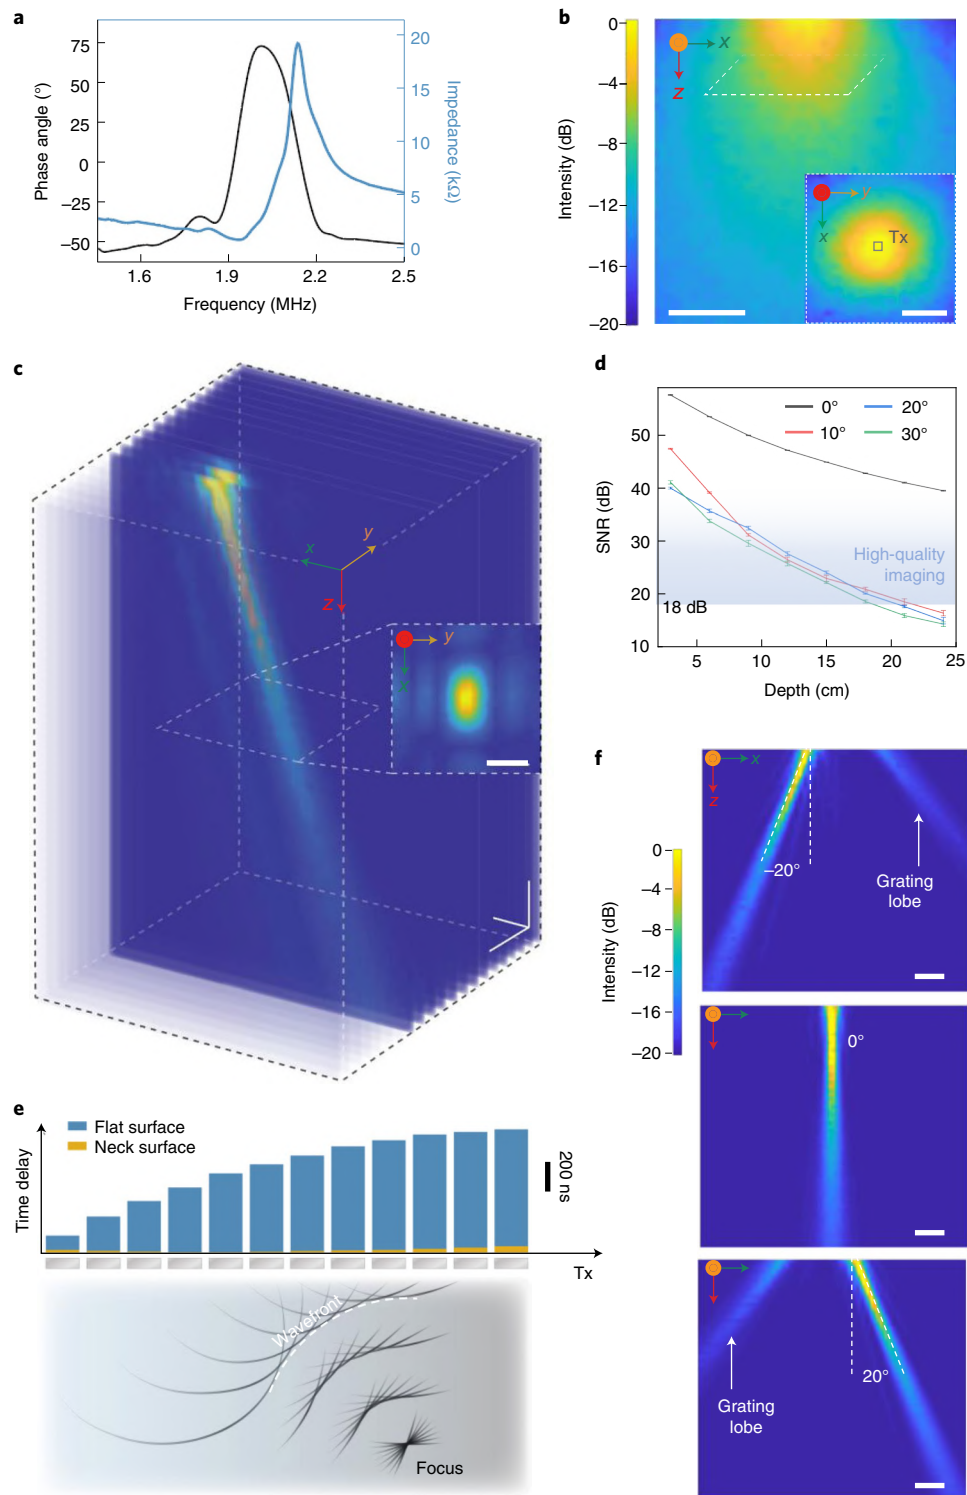 a
75
50
25
0
−25
−50
Phase angle (°)
20
15
10
5
0
Impedance (kΩ)
1.6
1.9
2.2
2.5
Frequency (MHz)
b
0
−4
−8
−12
−16
−20
Intensity (dB)
x
z
y
x
Tx
c
y
x
z
y
x
d
50
40
30
20
10
SNR (dB)
0°
20°
10°
30°
High-quality
imaging
18 dB
5
10
15
20
25
Depth (cm)
e
Flat surface
Neck surface
Time delay
200 ns
Tx
Wavefront
Focus
f
x
z
−20°
Grating
lobe
0
−4
−8
−12
−16
−20
Intensity (dB)
0°
20°
Grating
lobe